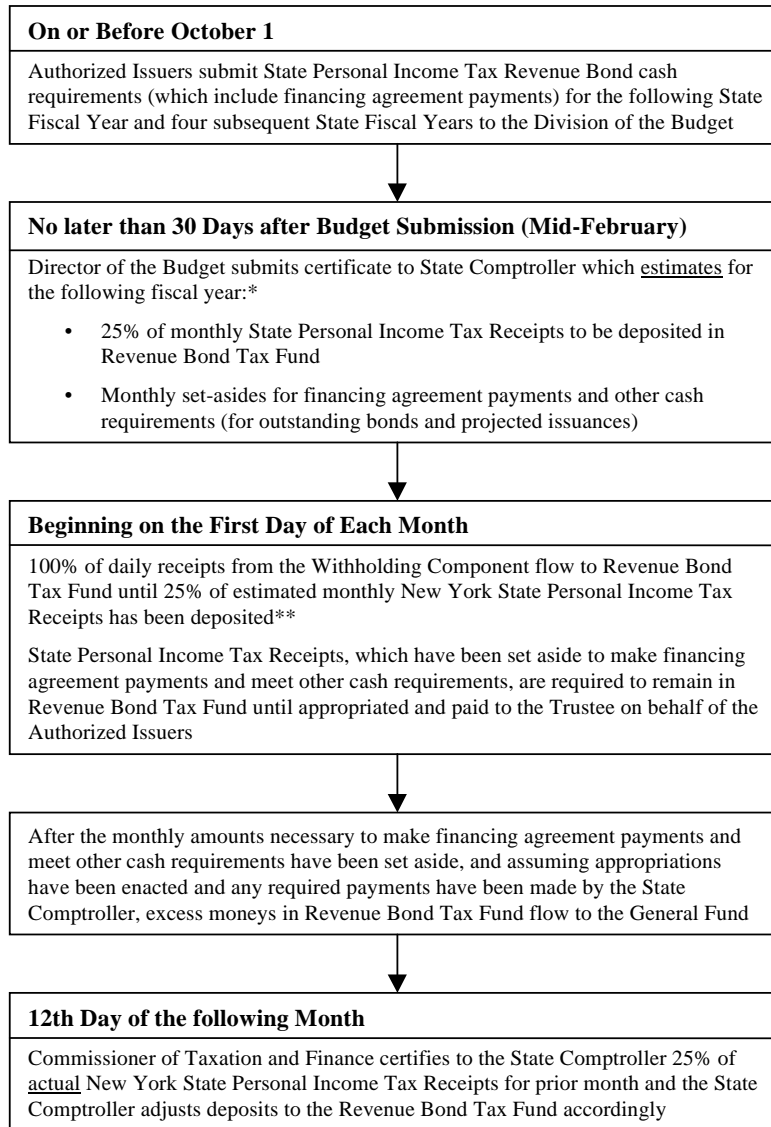 On or Before October 1
Authorized Issuers submit State Personal Income Tax Revenue Bond cash
requirements (which include financing agreement payments) for the following State
Fiscal Year and four subsequent State Fiscal Years to the Division of the Budget
No later than 30 Days after Budget Submission (Mid-February)
Director of the Budget submits certificate to State Comptroller which estimates for
the following fiscal year:*
• 25% of monthly State Personal Income Tax Receipts to be deposited in
Revenue Bond Tax Fund
• Monthly set-asides for financing agreement payments and other cash
requirements (for outstanding bonds and projected issuances)
Beginning on the First Day of Each Month
100% of daily receipts from the Withholding Component flow to Revenue Bond
Tax Fund until 25% of estimated monthly New York State Personal Income Tax
Receipts has been deposited**
State Personal Income Tax Receipts, which have been set aside to make financing
agreement payments and meet other cash requirements, are required to remain in
Revenue Bond Tax Fund until appropriated and paid to the Trustee on behalf of the
Authorized Issuers
After the monthly amounts necessary to make financing agreement payments and
meet other cash requirements have been set aside, and assuming appropriations
have been enacted and any required payments have been made by the State
Comptroller, excess moneys in Revenue Bond Tax Fund flow to the General Fund
12th Day of the following Month
Commissioner of Taxation and Finance certifies to the State Comptroller 25% of
actual New York State Personal Income Tax Receipts for prior month and the State
Comptroller adjusts deposits to the Revenue Bond Tax Fund accordingly